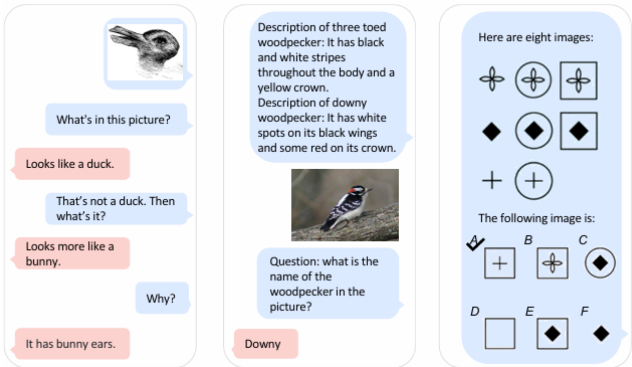 What's in this picture?
Looks like a duck.
That's not a duck. Then
what's it?
Looks more like a
bunny.
Why?
It has bunny ears.
Description of three toed
woodpecker: It has black
and white stripes
throughout the body and a
yellow crown.
Description of downy
woodpecker: It has white
spots on its black wings
and some red on its crown.
Question: what is the
name of the
woodpecker in the
picture?
Downy
Here are eight images:
The following image is:
A B C
D E F